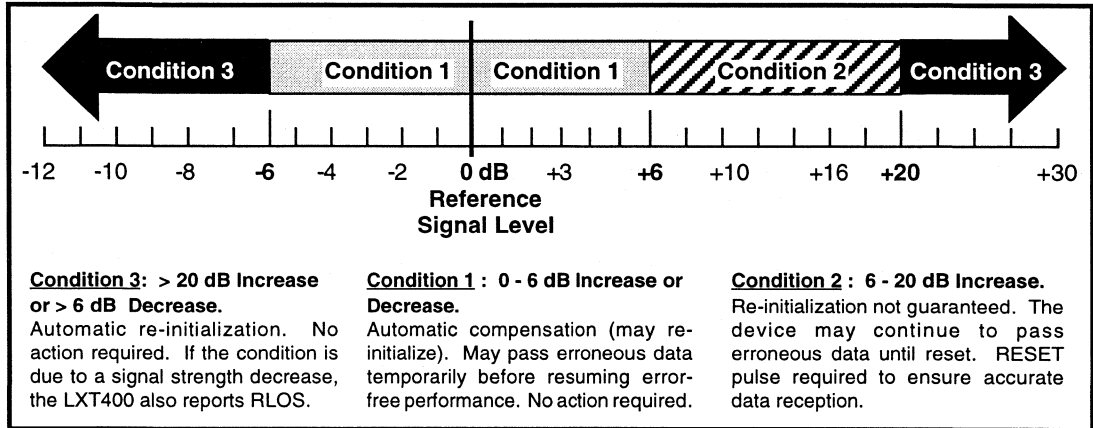 Condition 3 Condition 1 Condition 1 Condition 2 Condition 3
-12 -10 -8 -6 -4 -2 0 dB +3 +6 +10 +16 +20 +30
Reference
Signal Level
Condition 3: > 20 dB Increase
or > 6 dB Decrease.
Automatic re-initialization. No
action required. If the condition is
due to a signal strength decrease,
the LXT400 also reports RLOS.
Condition 1 : 0 - 6 dB Increase or
Decrease.
Automatic compensation (may re-
initialize). May pass erroneous data
temporarily before resuming error-
free performance. No action required.
Condition 2 : 6 - 20 dB Increase.
Re-initialization not guaranteed. The
device may continue to pass
erroneous data until reset. RESET
pulse required to ensure accurate
data reception.